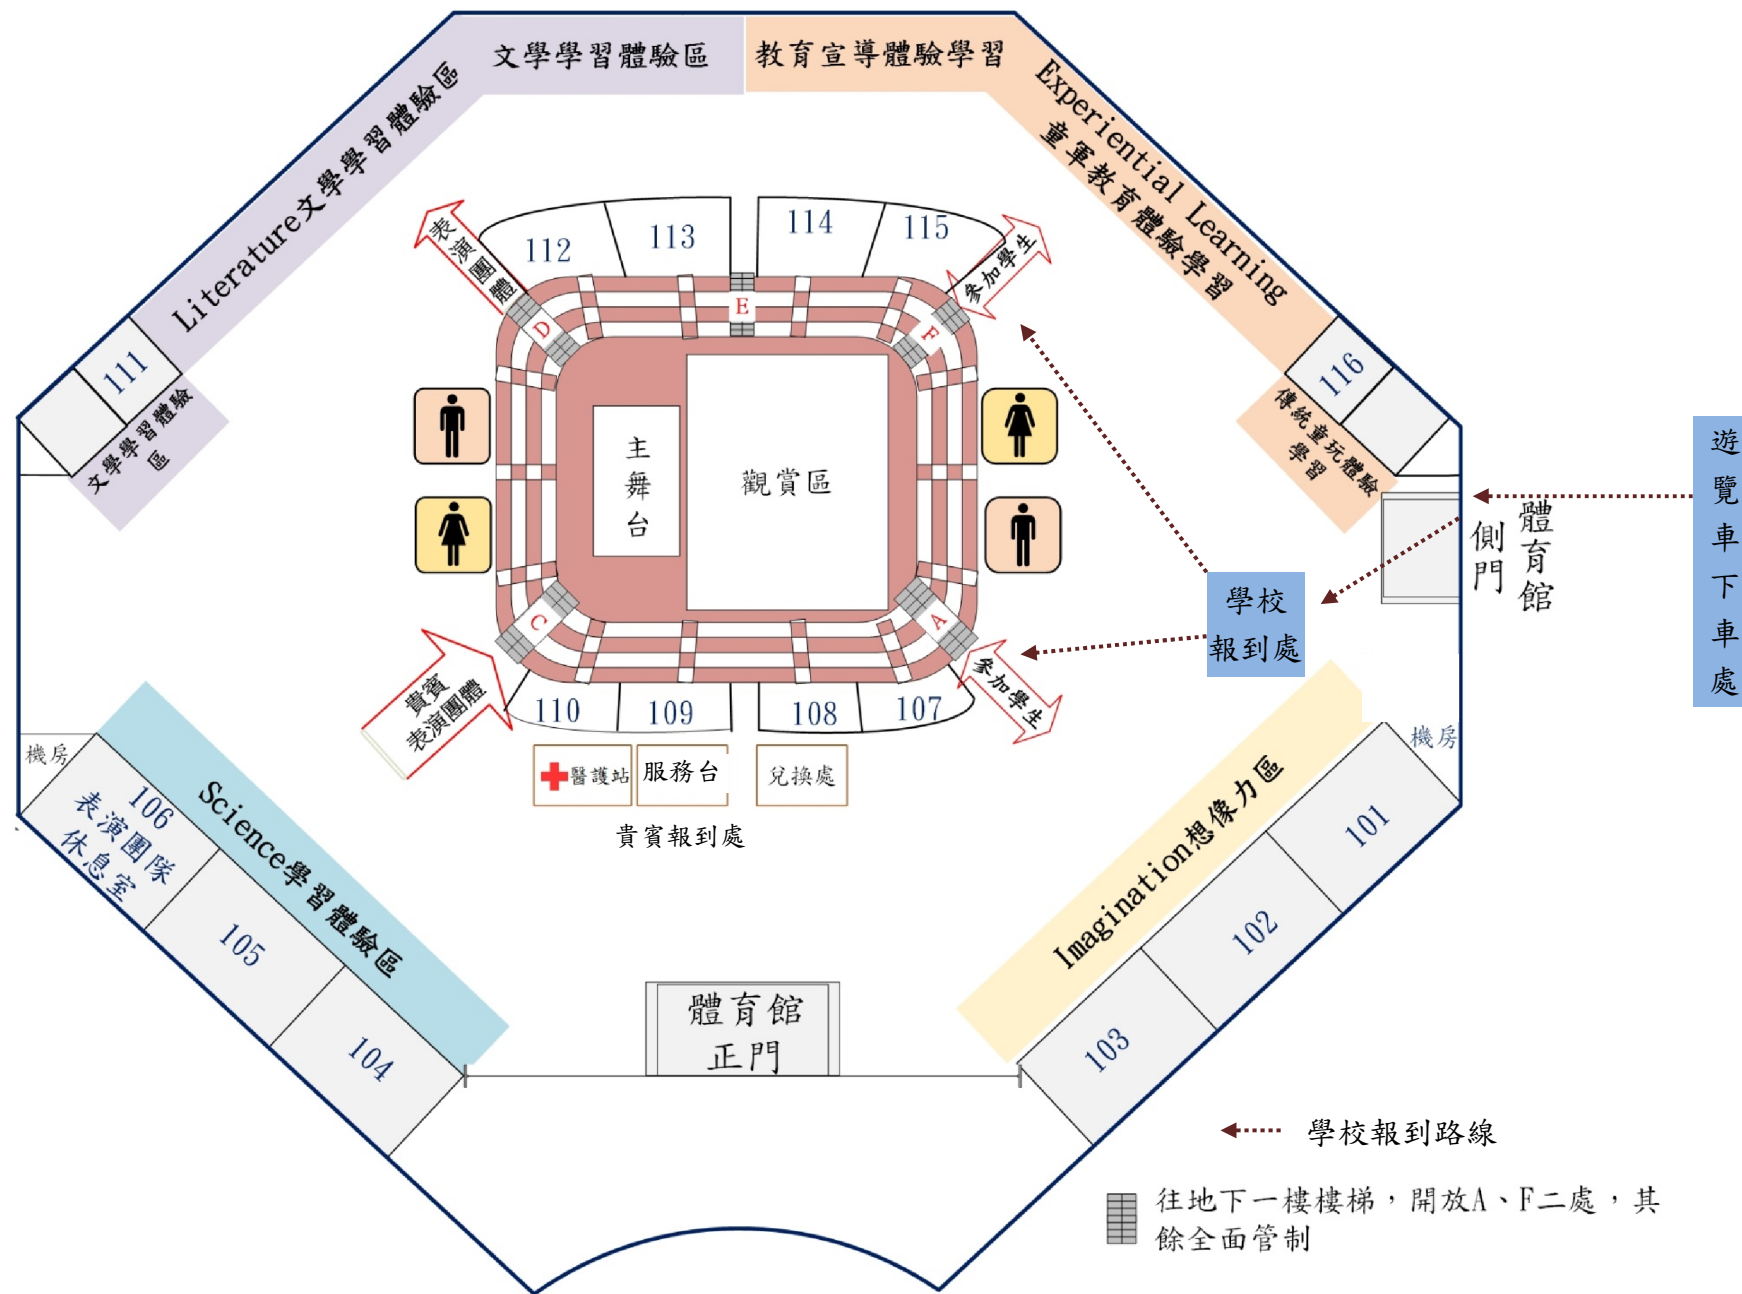 文學學習體驗區
教育宣導體驗學習
Literature文學學習體驗區
Experiential Learning
童軍教育體驗學習
表演團體
112
113
114
115
參加學生
D
E
F
111
文學學習體驗
區
116
傳統童玩體驗
學習
主舞台
觀賞區
遊覽車下車處
體育館
側門
學校
報到處
C
A
貴賓
表演團體
參加學生
110
109
108
107
醫護站
服務台
兌換處
貴賓報到處
機房
機房
106
表演團隊
休息室
Science學習體驗區
105
104
Imagination想像力區
101
102
103
體育館
正門
學校報到路線
往地下一樓樓梯，開放A、F二處，其
餘全面管制